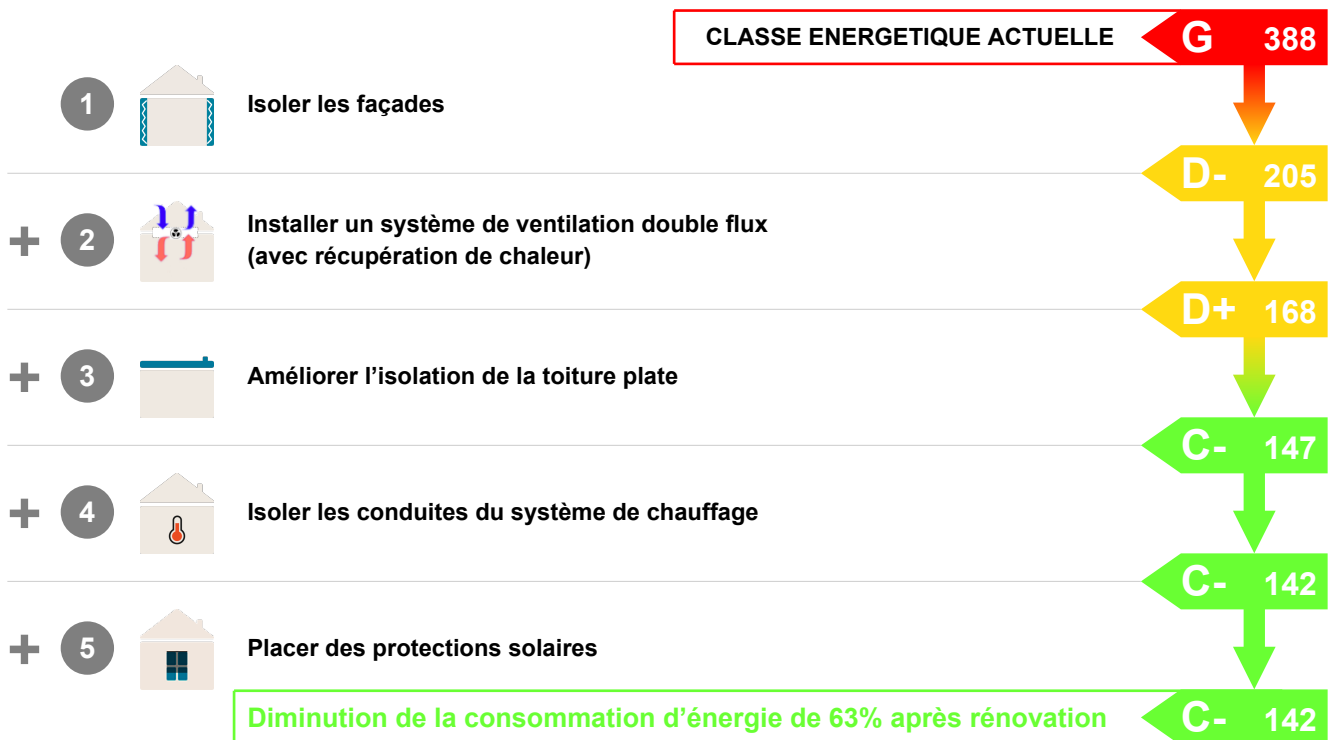 CLASSE ENERGETIQUE ACTUELLE G 388
1 Isoler les façades
D- 205
+ 2 Installer un système de ventilation double flux
(avec récupération de chaleur)
D+ 168
+ 3 Améliorer l’isolation de la toiture plate
C- 147
+ 4 Isoler les conduites du système de chauffage
C- 142
+ 5 Placer des protections solaires
Diminution de la consommation d’énergie de 63% après rénovation C- 142